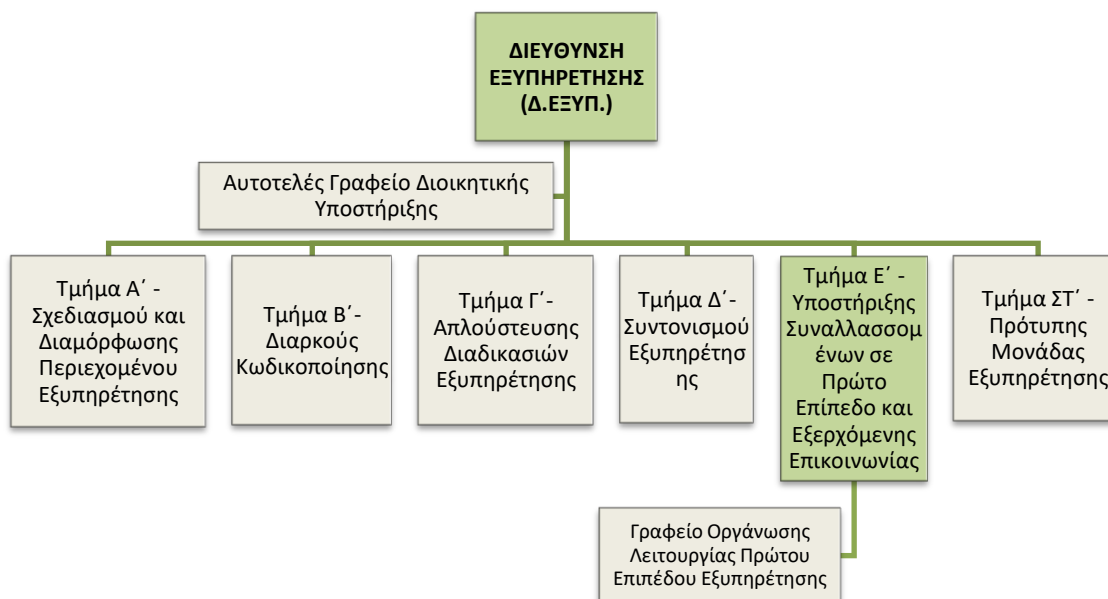 ΔΙΕΥΘΥΝΣΗ
ΕΞΥΠΗΡΕΤΗΣΗΣ
(Δ.ΕΞΥΠ.)
Αυτοτελές Γραφείο Διοικητικής
Υποστήριξης
Τμήμα Α΄ -
Σχεδιασμού και
Διαμόρφωσης
Περιεχομένου
Εξυπηρέτησης
Τμήμα Β΄-
Διαρκούς
Κωδικοποίησης
Τμήμα Γ΄-
Απλούστευσης
Διαδικασιών
Εξυπηρέτησης
Τμήμα Δ΄-
Συντονισμού
Εξυπηρέτησ
ης
Τμήμα Ε΄ -
Υποστήριξης
Συναλλασσομ
ένων σε
Πρώτο
Επίπεδο και
Εξερχόμενης
Επικοινωνίας
Τμήμα ΣΤ΄ -
Πρότυπης
Μονάδας
Εξυπηρέτησης
Γραφείο Οργάνωσης
Λειτουργίας Πρώτου
Επιπέδου Εξυπηρέτησης